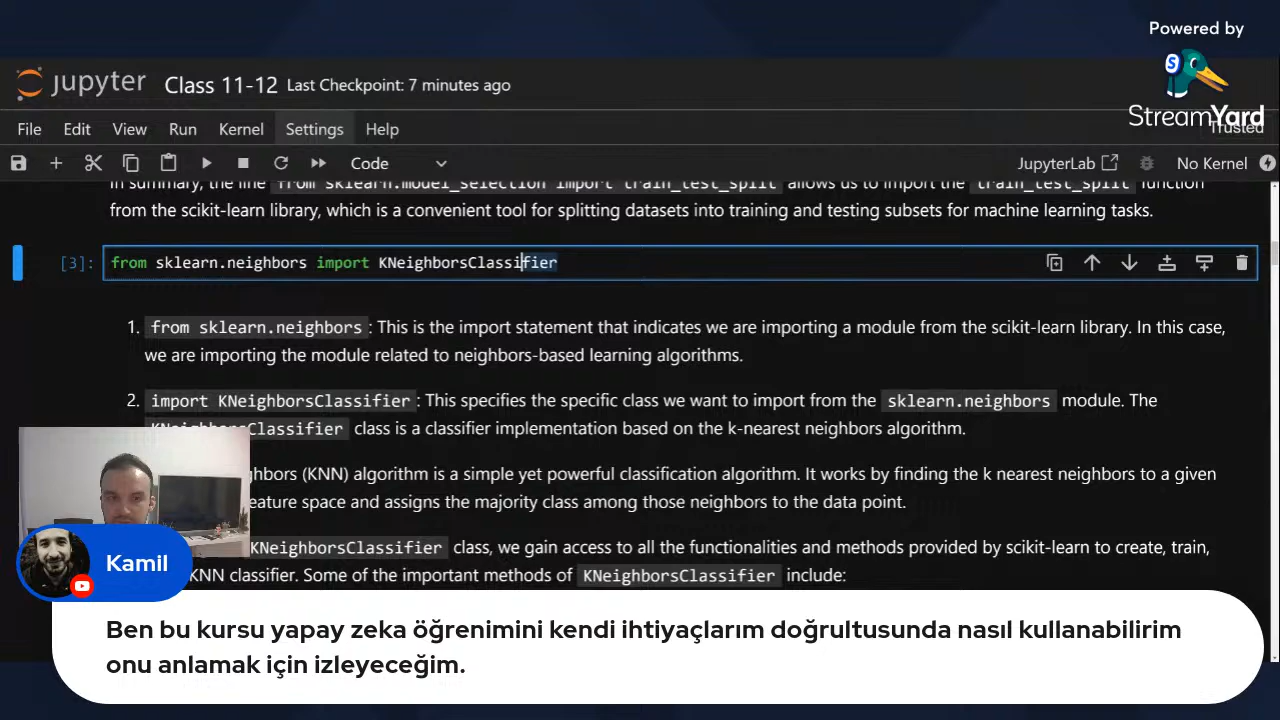 Powered by
StreamYard
jupyter Class 11-12 Last Checkpoint: 7 minutes ago
Trusted
File Edit View Run Kernel Settings Help
Code JupyterLab No Kernel
In summary, the line from sklearn.model_selection import train_test_split allows us to import the train_test_split function
from the scikit-learn library, which is a convenient tool for splitting datasets into training and testing subsets for machine learning tasks.
[3]: from sklearn.neighbors import KNeighborsClassifier
1. from sklearn.neighbors : This is the import statement that indicates we are importing a module from the scikit-learn library. In this case,
we are importing the module related to neighbors-based learning algorithms.
2. import KNeighborsClassifier : This specifies the specific class we want to import from the sklearn.neighbors module. The
KNeighborsClassifier class is a classifier implementation based on the k-nearest neighbors algorithm.
(KNN) algorithm is a simple yet powerful classification algorithm. It works by finding the k nearest neighbors to a given
feature space and assigns the majority class among those neighbors to the data point.
KNeighborsClassifier class, we gain access to all the functionalities and methods provided by scikit-learn to create, train,
KNN classifier. Some of the important methods of KNeighborsClassifier include:
Kamil
Ben bu kursu yapay zeka öğrenimini kendi ihtiyaçlarım doğrultusunda nasıl kullanabilirim
onu anlamak için izleyeceğim.